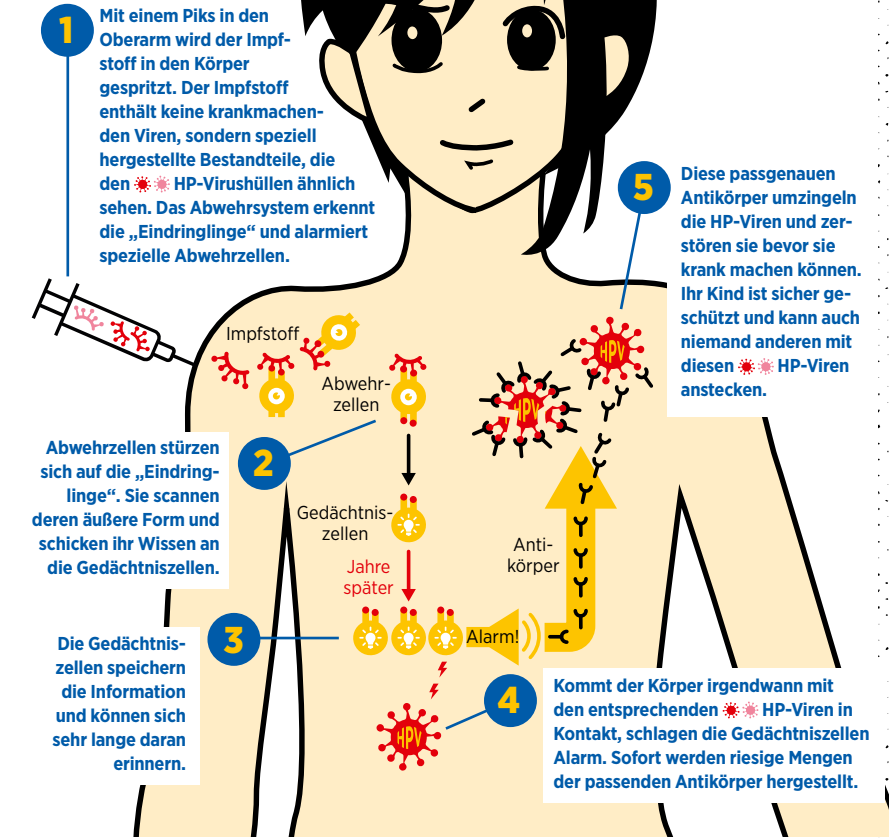 1
Mit einem Piks in den
Oberarm wird der Impf-
stoff in den Körper
gespritzt. Der Impfstoff
enthält keine krankmachen-
den Viren, sondern speziell
hergestellte Bestandteile, die
den HP-Virushüllen ähnlich
sehen. Das Abwehrsystem erkennt
die „Eindringlinge“ und alarmiert
spezielle Abwehrzellen.
Impfstoff
Abwehr-
zellen
2
Abwehrzellen stürzen
sich auf die „Eindring-
linge“. Sie scannen
deren äußere Form und
schicken ihr Wissen an
die Gedächtniszellen.
Gedächtnis-
zellen
Jahre
später
3
Die Gedächtnis-
zellen speichern
die Information
und können sich
sehr lange daran
erinnern.
Alarm!
HPV
4
Kommt der Körper irgendwann mit
den entsprechenden HP-Viren in
Kontakt, schlagen die Gedächtniszellen
Alarm. Sofort werden riesige Mengen
der passenden Antikörper hergestellt.
Anti-
körper
HPV
HPV
5
Diese passgenauen
Antikörper umzingeln
die HP-Viren und zer-
stören sie bevor sie
krank machen können.
Ihr Kind ist sicher ge-
schützt und kann auch
niemand anderen mit
diesen HP-Viren
anstecken.